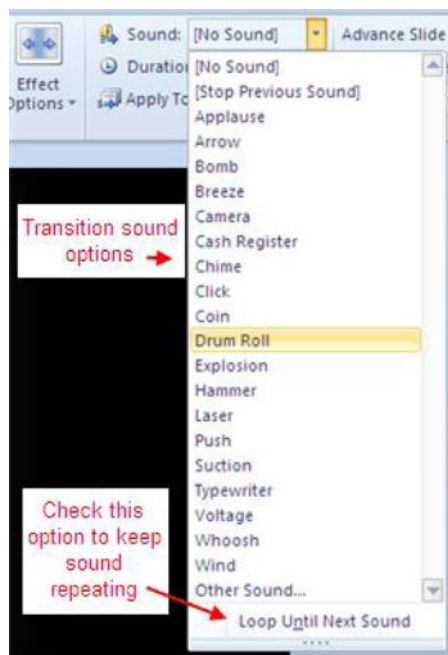 Sound: [No Sound] Advance Slide
Effect
Options
Duration
Apply To
[No Sound]
[Stop Previous Sound]
Applause
Arrow
Bomb
Breeze
Camera
Cash Register
Chime
Click
Coin
Drum Roll
Explosion
Hammer
Laser
Push
Suction
Typewriter
Voltage
Whoosh
Wind
Other Sound...
Loop Until Next Sound
Transition sound
options
Check this
option to keep
sound
repeating